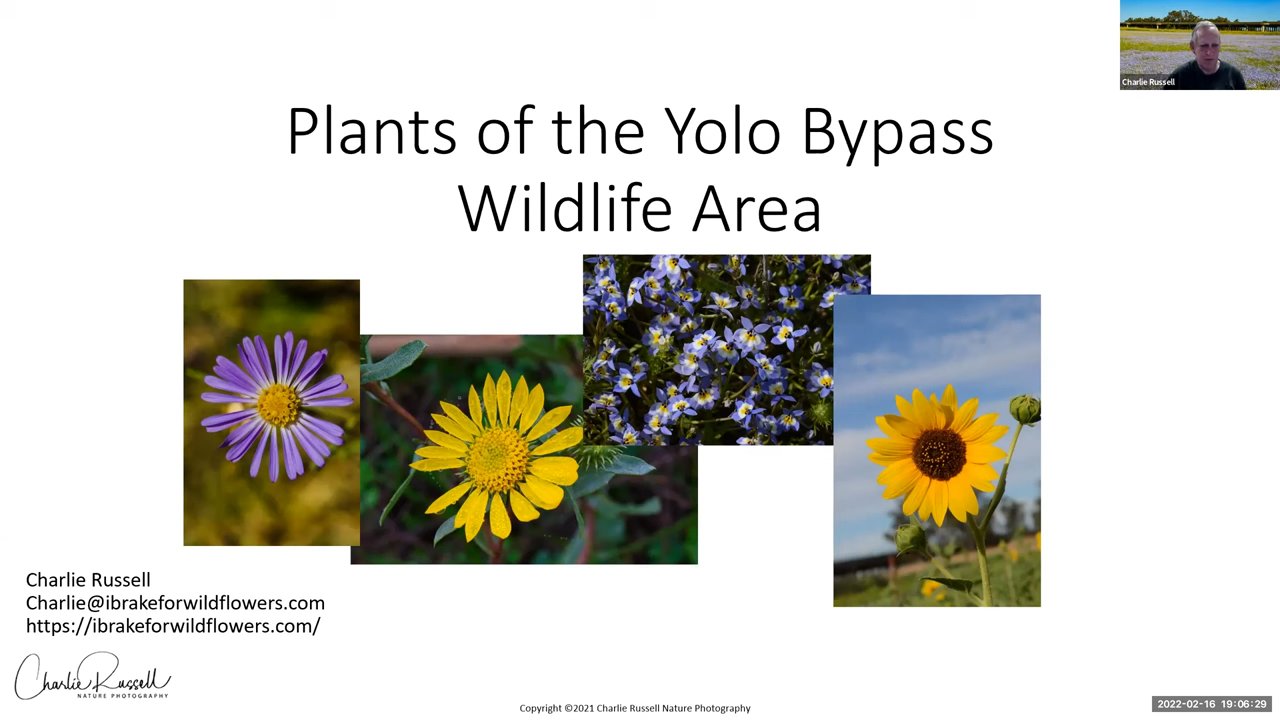 Charlie Russell
Plants of the Yolo Bypass
Wildlife Area
Charlie Russell
Charlie@ibrakeforwildflowers.com
https://ibrakeforwildflowers.com/
Charlie Russell
NATURE PHOTOGRAPHY
Copyright ©2021 Charlie Russell Nature Photography
2022-02-16 19:06:29